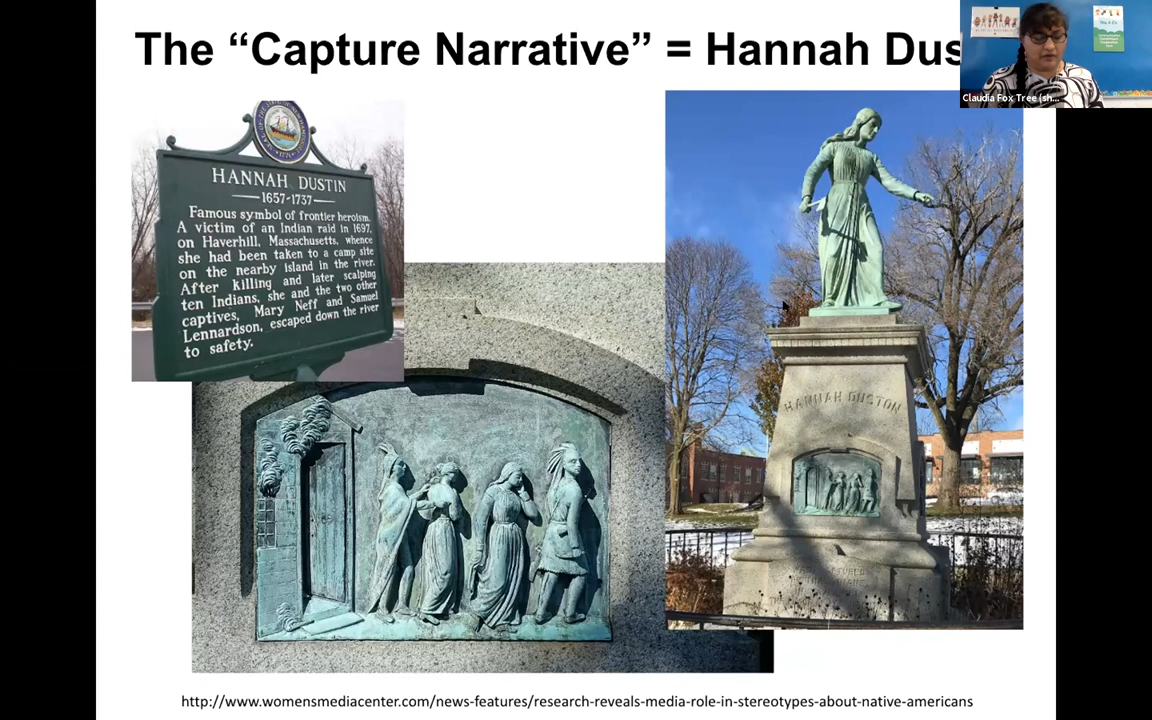 The “Capture Narrative” = Hannah Dus
Claudia Fox Tree (sh...
HANNAH DUSTIN
1657-1737
Famous symbol of frontier heroism.
A victim of an Indian raid in 1697,
on Haverhill, Massachusetts, whence
she had been taken to a camp site
on the nearby island in the river.
After killing and later scalping
ten Indians, she and the two other
captives, Mary Neff and Samuel
Lennardson, escaped down the river
to safety.
HANNAH DUSTON
http://www.womensmediacenter.com/news-features/research-reveals-media-role-in-stereotypes-about-native-americans